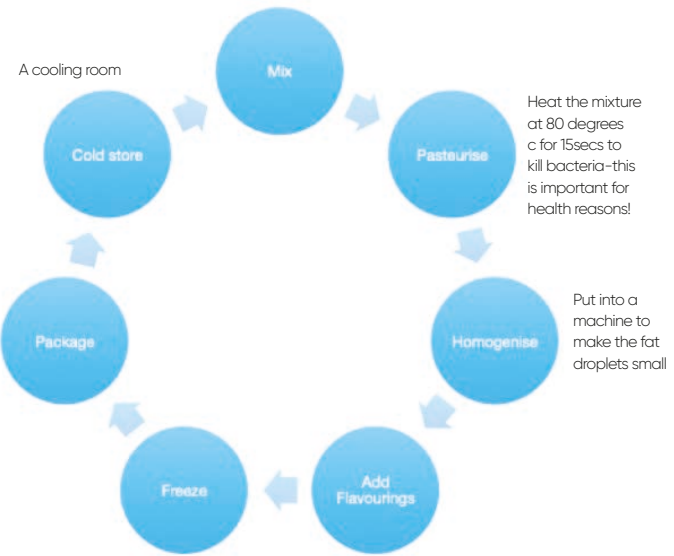 Mix
Pasteurise
Heat the mixture
at 80 degrees
c for 15secs to
kill bacteria-this
is important for
health reasons!
Homogenise
Put into a
machine to
make the fat
droplets small
Add
Flavourings
Freeze
Package
Cold store
A cooling room